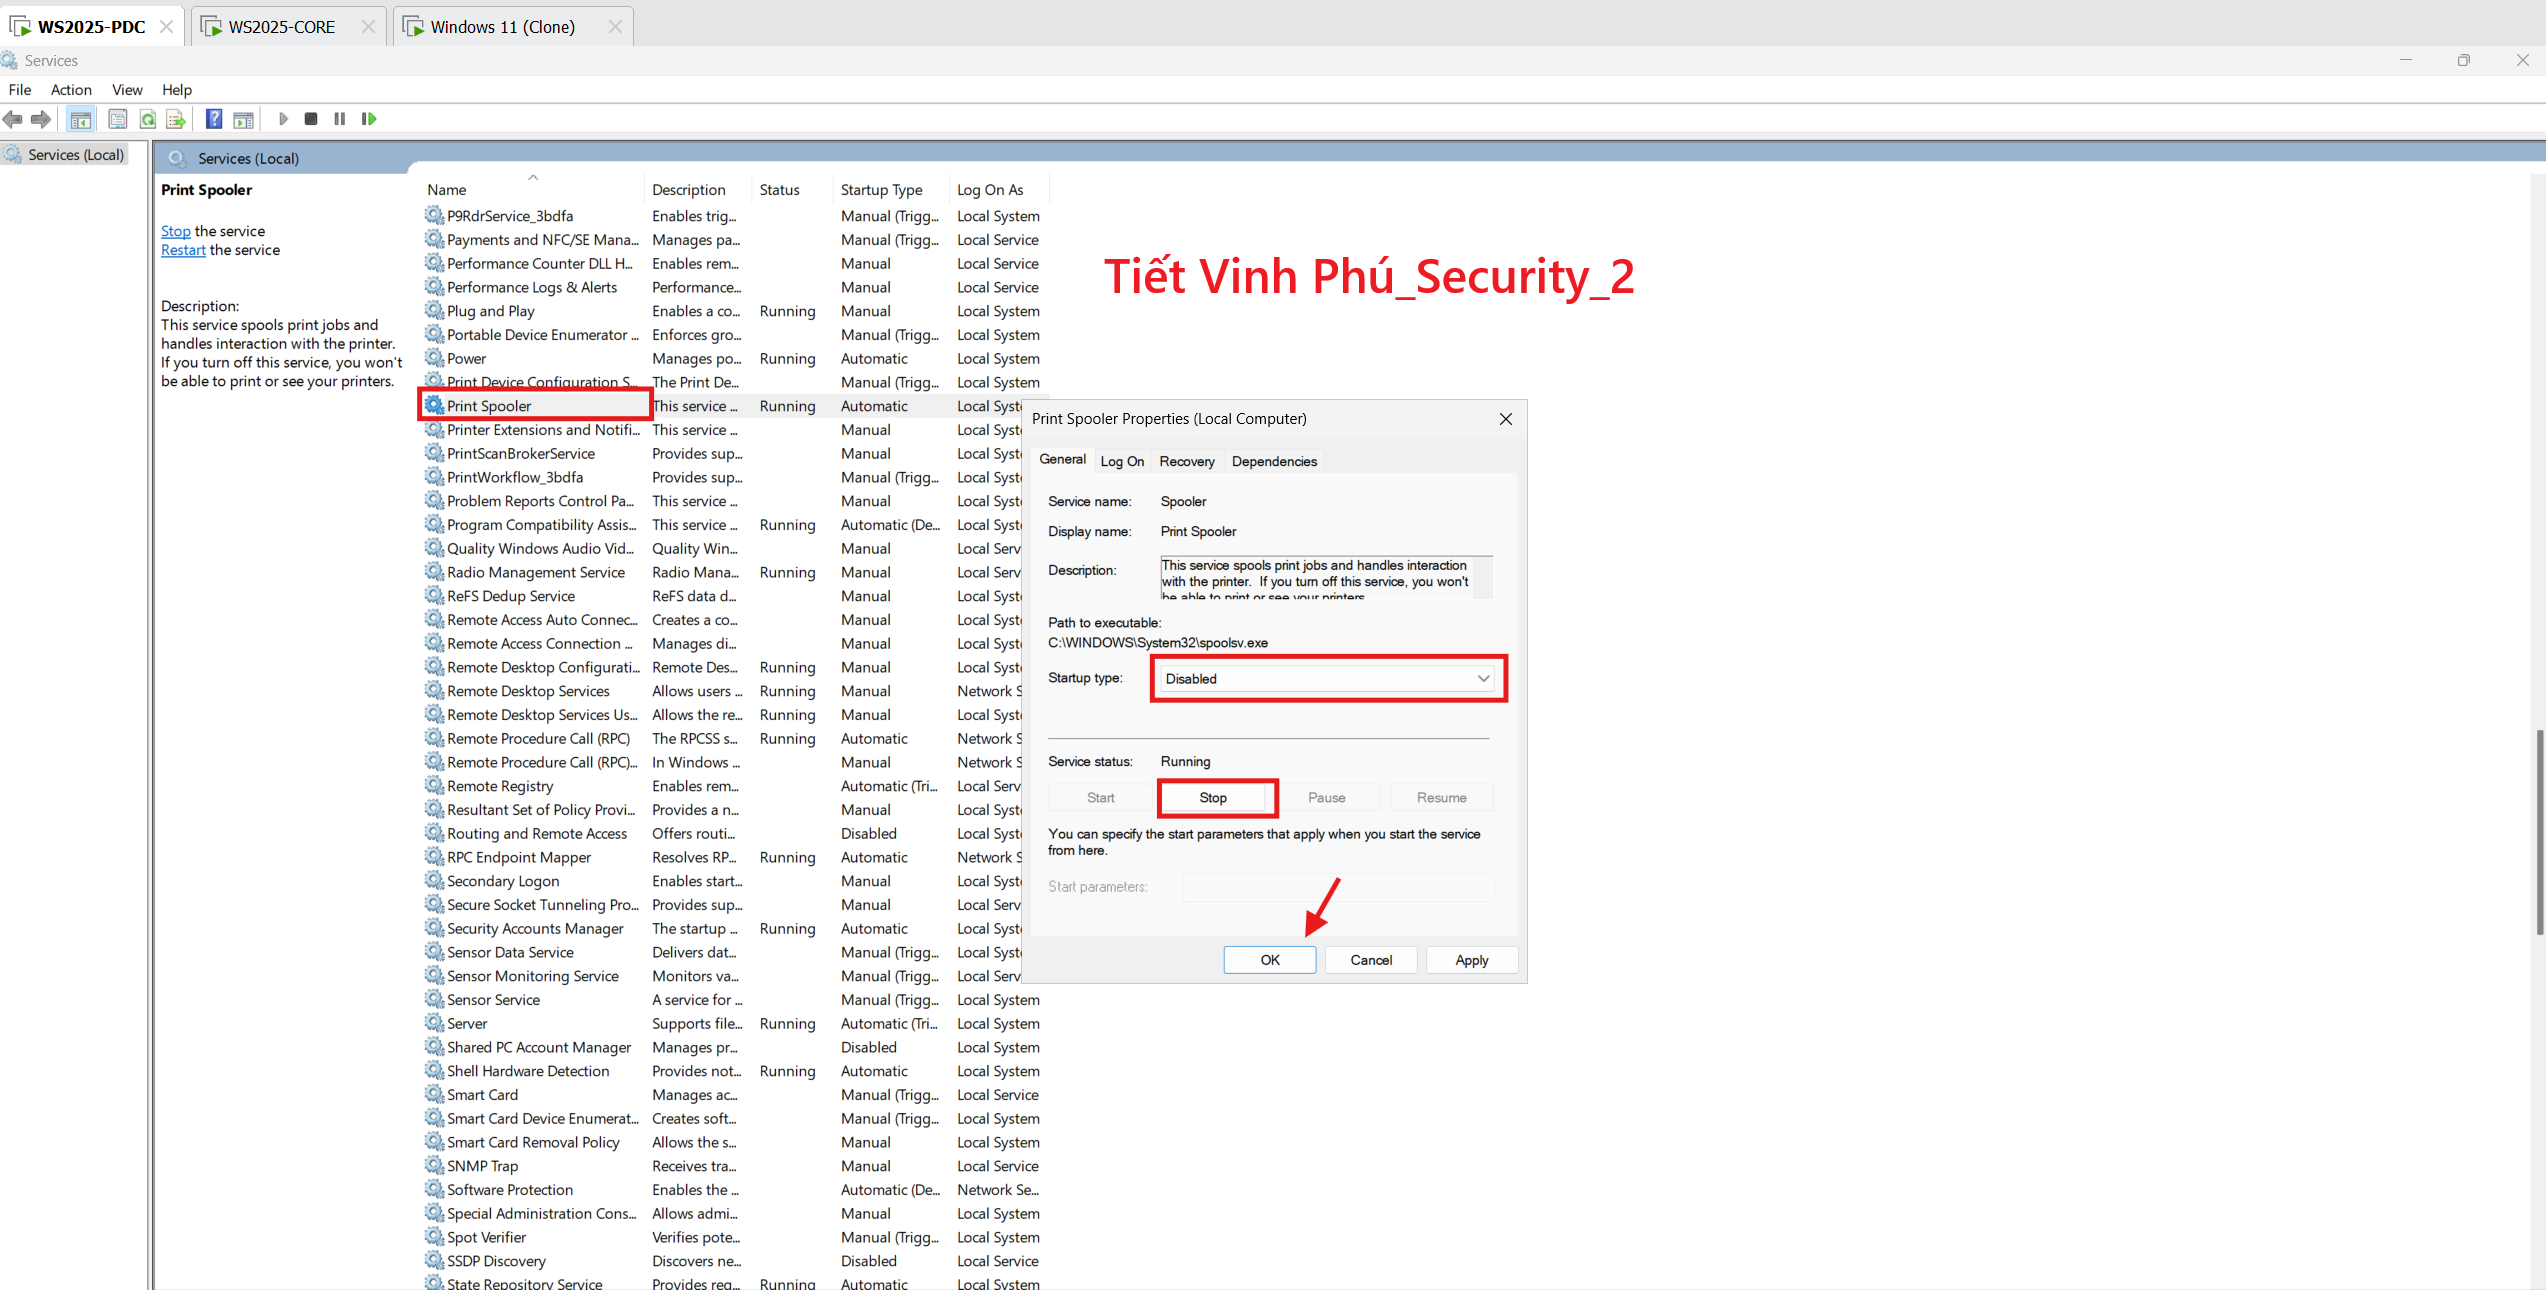 WS2025-PDC
WS2025-CORE
Windows 11 (Clone)
Services
File Action View Help
Services (Local)
Services (Local)
Print Spooler
Stop the service
Restart the service
Description:
This service spools print jobs and
handles interaction with the printer.
If you turn off this service, you won't
be able to print or see your printers.
Name Description Status Startup Type Log On As
P9RdrService_3bdfa Enables trig... Manual (Trigg... Local System
Payments and NFC/SE Mana... Manages pa... Manual (Trigg... Local Service
Performance Counter DLL H... Enables rem... Manual Local Service
Performance Logs & Alerts Performance... Manual Local Service
Plug and Play Enables a co... Running Manual Local System
Portable Device Enumerator ... Enforces gro... Manual (Trigg... Local System
Power Manages po... Running Automatic Local System
Print Device Configuration S... The Print De... Manual (Trigg... Local System
Print Spooler This service ... Running Automatic Local Syst
Printer Extensions and Notifi... This service ... Manual Local Syst
PrintScanBrokerService Provides sup... Manual Local Syst
PrintWorkflow_3bdfa Provides sup... Manual (Trigg... Local Syst
Problem Reports Control Pa... This service ... Manual Local Syst
Program Compatibility Assis... This service ... Running Automatic (De... Local Syst
Quality Windows Audio Vid... Quality Win... Manual Local Serv
Radio Management Service Radio Mana... Running Manual Local Serv
ReFS Dedup Service ReFS data d... Manual Local Syst
Remote Access Auto Connec... Creates a co... Manual Local Syst
Remote Access Connection ... Manages di... Manual Local Syst
Remote Desktop Configurati... Remote Des... Running Manual Local Syst
Remote Desktop Services Allows users ... Running Manual Network S
Remote Desktop Services Us... Allows the re... Running Manual Local Syst
Remote Procedure Call (RPC) The RPCSS s... Running Automatic Network S
Remote Procedure Call (RPC)... In Windows ... Manual Network S
Remote Registry Enables rem... Automatic (Tri... Local Serv
Resultant Set of Policy Provi... Provides a n... Manual Local Syst
Routing and Remote Access Offers routi... Disabled Local Syst
RPC Endpoint Mapper Resolves RP... Running Automatic Network S
Secondary Logon Enables start... Manual Local Syst
Secure Socket Tunneling Pro... Provides sup... Manual Local Serv
Security Accounts Manager The startup ... Running Automatic Local Syst
Sensor Data Service Delivers dat... Manual (Trigg... Local Syst
Sensor Monitoring Service Monitors va... Manual (Trigg... Local Serv
Sensor Service A service for ... Manual (Trigg... Local System
Server Supports file... Running Automatic (Tri... Local System
Shared PC Account Manager Manages pr... Disabled Local System
Shell Hardware Detection Provides not... Running Automatic Local System
Smart Card Manages ac... Manual (Trigg... Local Service
Smart Card Device Enumerat... Creates soft... Manual (Trigg... Local System
Smart Card Removal Policy Allows the s... Manual Local System
SNMP Trap Receives tra... Manual Local Service
Software Protection Enables the ... Automatic (De... Network Se...
Special Administration Cons... Allows admi... Manual Local System
Spot Verifier Verifies pote... Manual (Trigg... Local System
SSDP Discovery Discovers ne... Disabled Local Service
State Repository Service Provides req... Running Automatic Local System
Tiết Vinh Phú_Security_2
Print Spooler Properties (Local Computer)
General Log On Recovery Dependencies
Service name: Spooler
Display name: Print Spooler
Description: This service spools print jobs and handles interaction
with the printer. If you turn off this service, you won't
be able to print or see your printers
Path to executable:
C:\WINDOWS\System32\spoolsv.exe
Startup type: Disabled
Service status: Running
Start Stop Pause Resume
You can specify the start parameters that apply when you start the service
from here.
Start parameters:
OK Cancel Apply